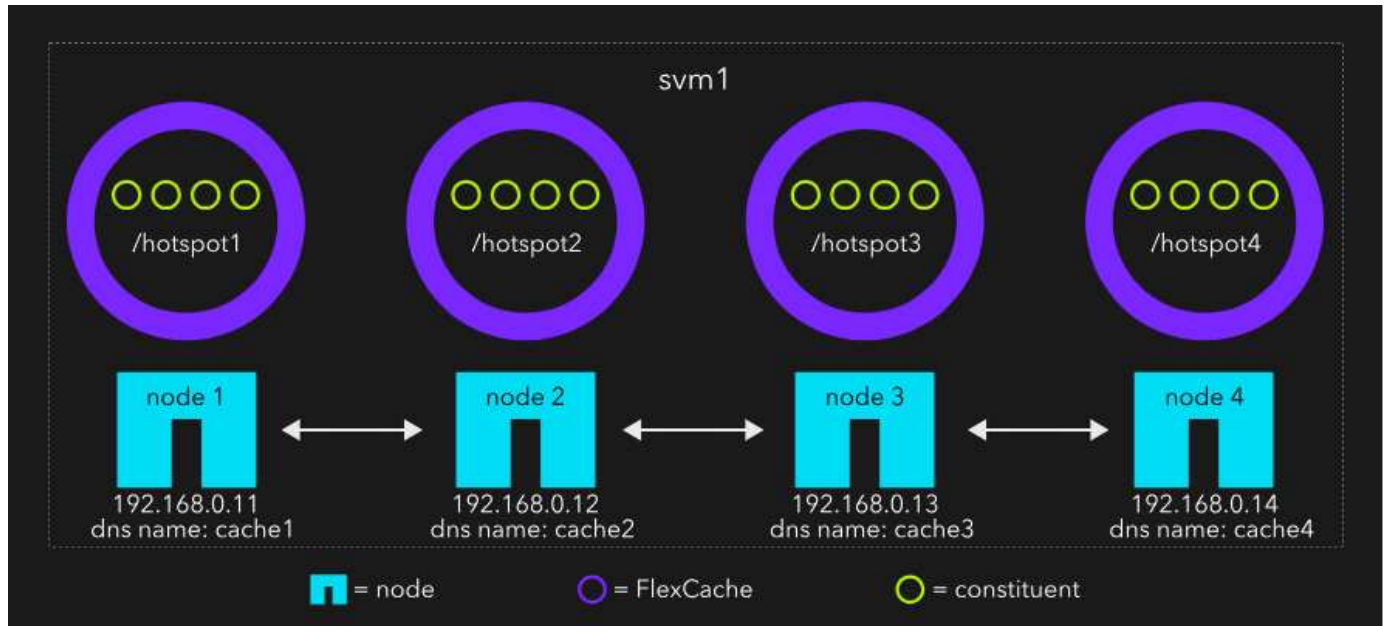 svm1
/hotspot1
/hotspot2
/hotspot3
/hotspot4
node 1
node 2
node 3
node 4
192.168.0.11
dns name: cache1
192.168.0.12
dns name: cache2
192.168.0.13
dns name: cache3
192.168.0.14
dns name: cache4
= node
= FlexCache
= constituent